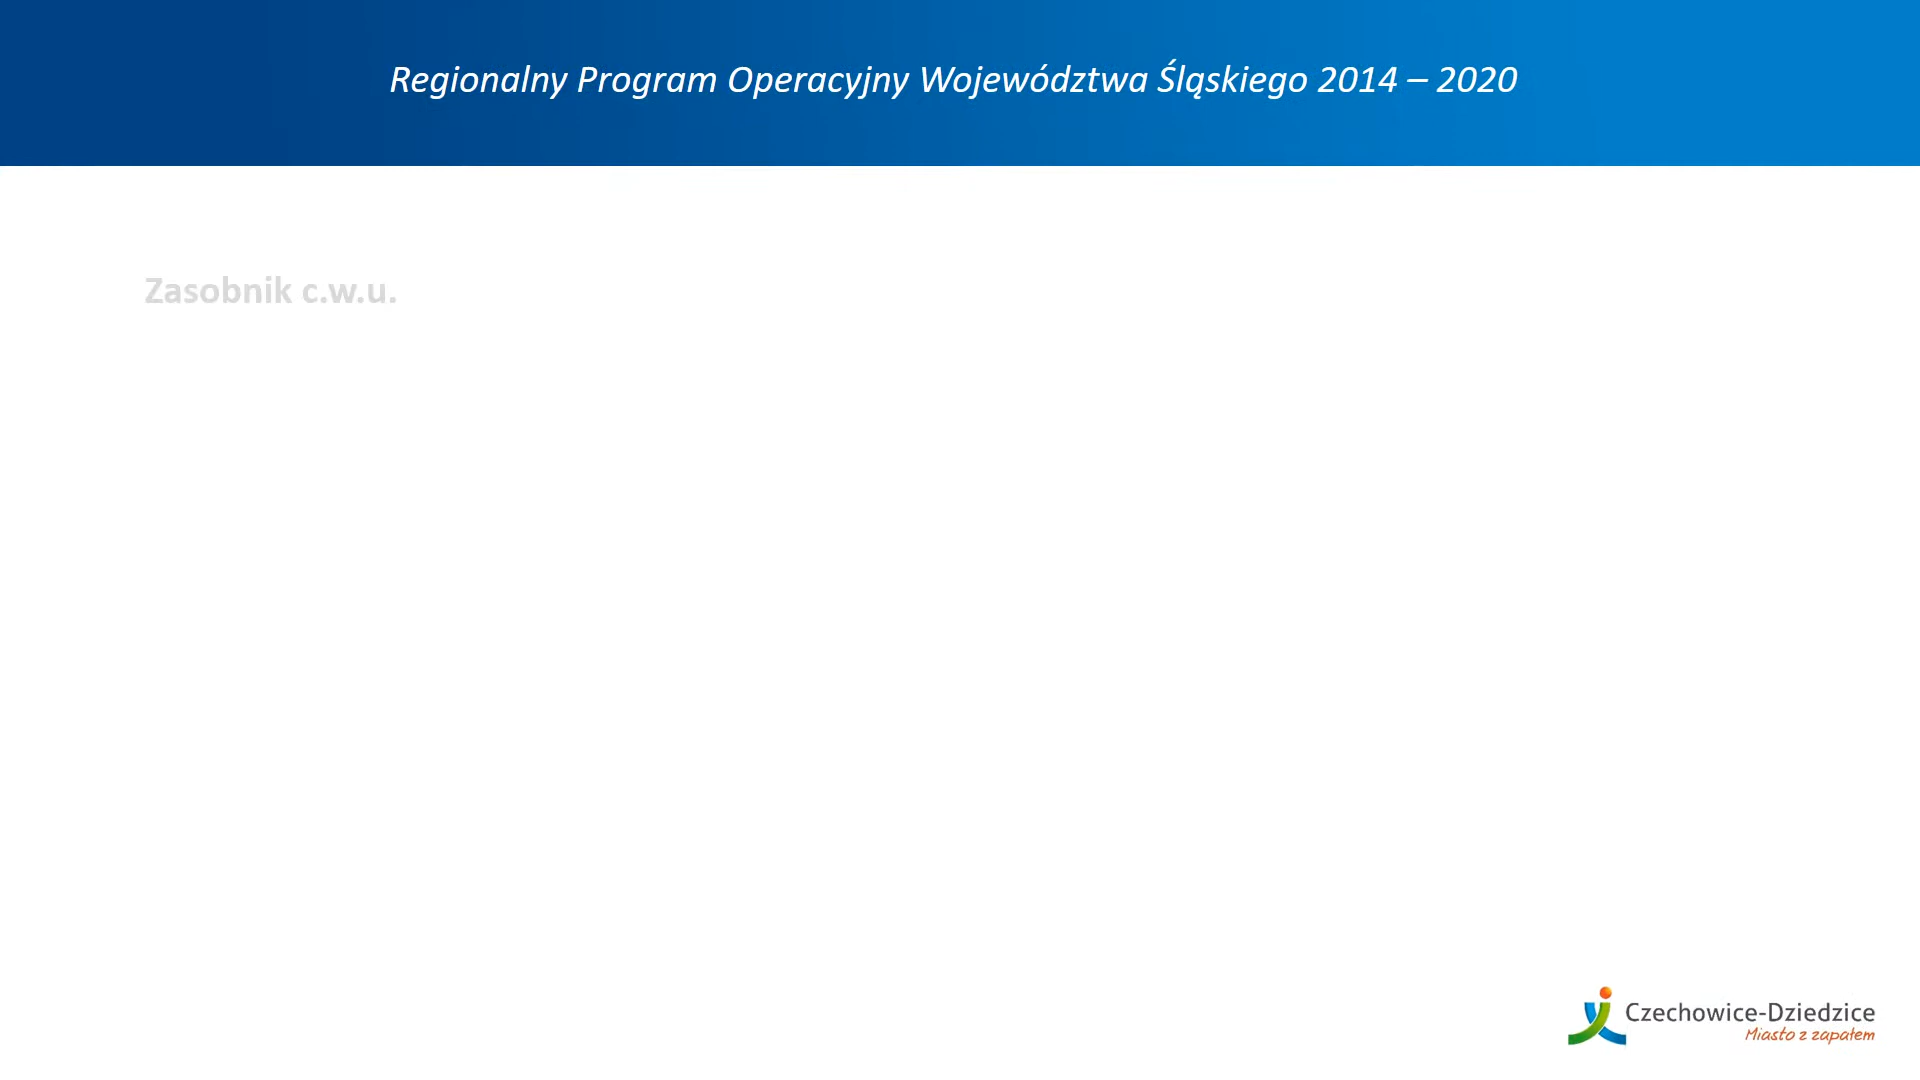 Regionalny Program Operacyjny Województwa Śląskiego 2014 – 2020
Zasobnik c.w.u.
Czechowice-Dziedzice
Miasto z zapałem